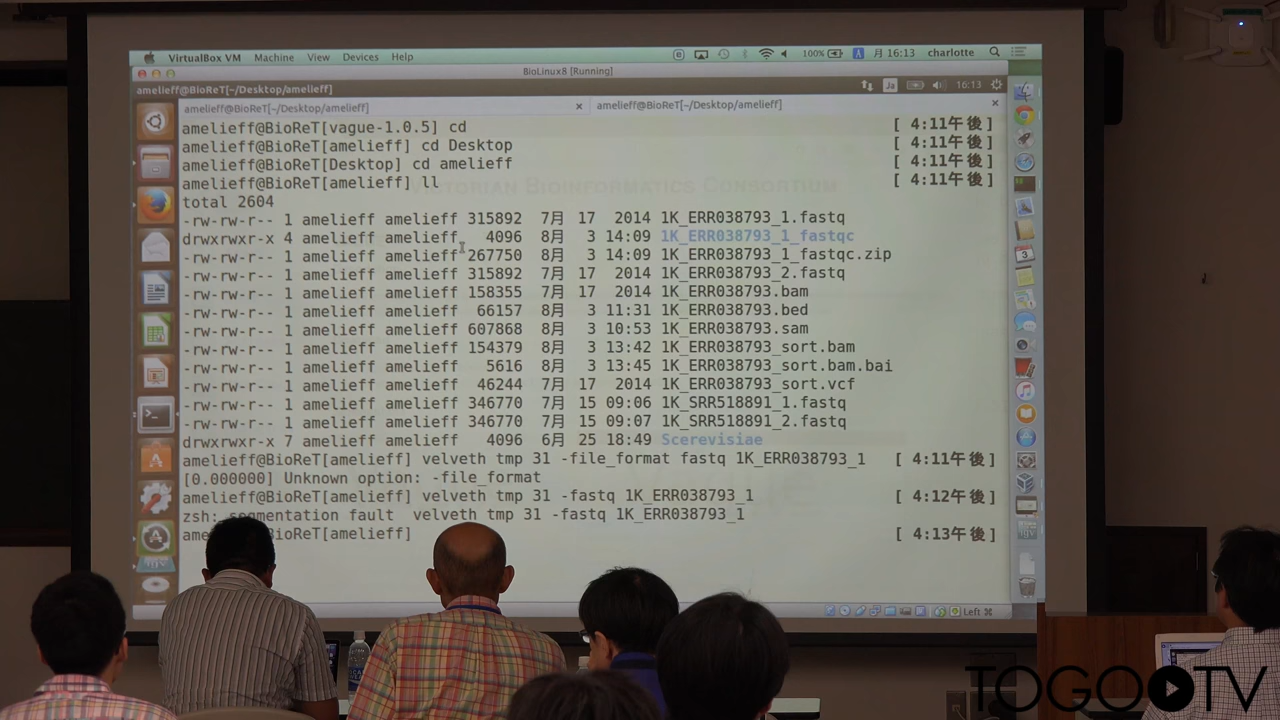 VirtualBox VM Machine View Devices Help 100% 月 16:13 charlotte
BioLinux8 [Running]
amelieff@BioReT[~/Desktop/amelieff] Ja 16:13
amelieff@BioReT[~/Desktop/amelieff] × amelieff@BioReT[~/Desktop/amelieff] ×
amelieff@BioReT[vague-1.0.5] cd [ 4:11午後]
amelieff@BioReT[amelieff] cd Desktop [ 4:11午後]
amelieff@BioReT[Desktop] cd amelieff [ 4:11午後]
amelieff@BioReT[amelieff] ll [ 4:11午後]
VICTORIAN BIOINFORMATICS CONSORTIUM
total 2604
-rw-rw-r-- 1 amelieff amelieff 315892 7月 17 2014 1K_ERR038793_1.fastq
drwxrwxr-x 4 amelieff amelieff 4096 8月 3 14:09 1K_ERR038793_1_fastqc
-rw-rw-r-- 1 amelieff amelieff 267750 8月 3 14:09 1K_ERR038793_1_fastqc.zip
-rw-rw-r-- 1 amelieff amelieff 315892 7月 17 2014 1K_ERR038793_2.fastq
-rw-rw-r-- 1 amelieff amelieff 158355 7月 17 2014 1K_ERR038793.bam
-rw-rw-r-- 1 amelieff amelieff 66157 8月 3 11:31 1K_ERR038793.bed
-rw-rw-r-- 1 amelieff amelieff 607868 8月 3 10:53 1K_ERR038793.sam
-rw-rw-r-- 1 amelieff amelieff 154379 8月 3 13:42 1K_ERR038793_sort.bam
-rw-rw-r-- 1 amelieff amelieff 5616 8月 3 13:45 1K_ERR038793_sort.bam.bai
-rw-rw-r-- 1 amelieff amelieff 46244 7月 17 2014 1K_ERR038793_sort.vcf
-rw-rw-r-- 1 amelieff amelieff 346770 7月 15 09:06 1K_SRR518891_1.fastq
-rw-rw-r-- 1 amelieff amelieff 346770 7月 15 09:07 1K_SRR518891_2.fastq
drwxrwxr-x 7 amelieff amelieff 4096 6月 25 18:49 Scerevisiae
amelieff@BioReT[amelieff] velveth tmp 31 -file_format fastq 1K_ERR038793_1 [ 4:11午後]
[0.000000] Unknown option: -file_format
amelieff@BioReT[amelieff] velveth tmp 31 -fastq 1K_ERR038793_1 [ 4:12午後]
zsh: segmentation fault velveth tmp 31 -fastq 1K_ERR038793_1
BioReT[amelieff] [ 4:13午後]
Left ⌘
TOGO TV